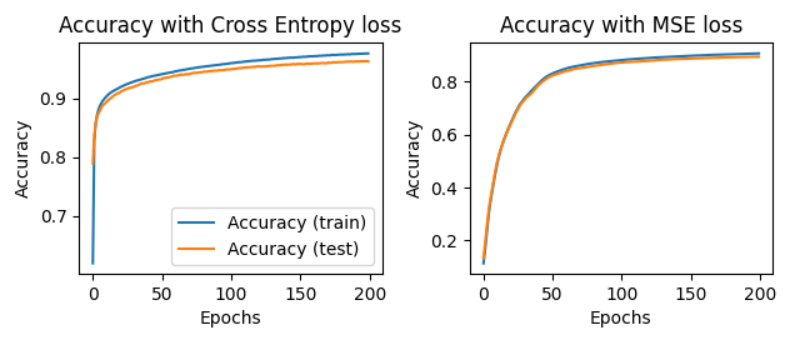 Accuracy with Cross Entropy loss
Accuracy
0.9
0.8
0.7
Accuracy (train)
Accuracy (test)
0 50 100 150 200
Epochs
Accuracy with MSE loss
Accuracy
0.8
0.6
0.4
0.2
0 50 100 150 200
Epochs